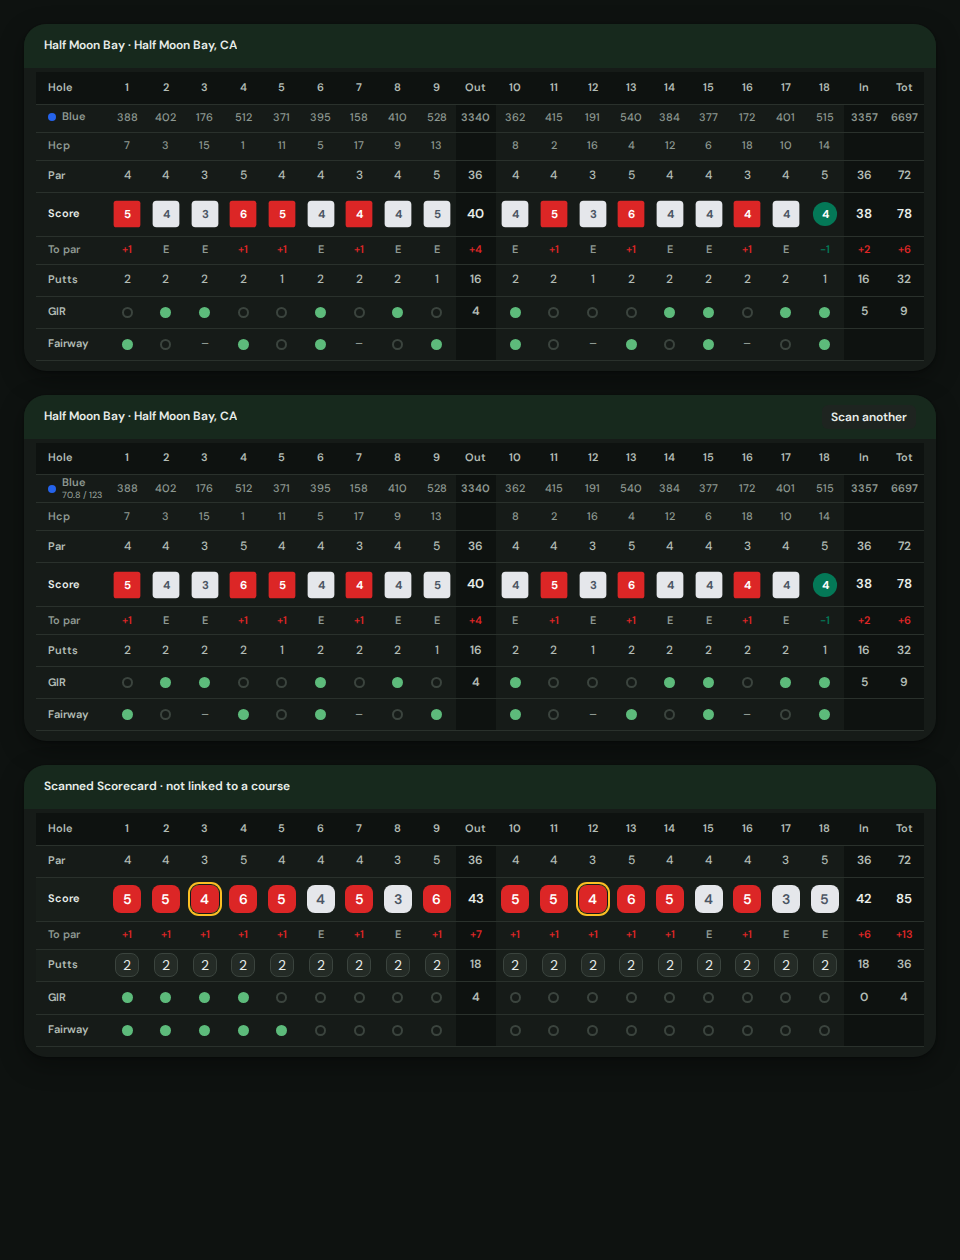 Half Moon Bay · Half Moon Bay, CA
Hole 1 2 3 4 5 6 7 8 9 Out 10 11 12 13 14 15 16 17 18 In Tot
Blue 388 402 176 512 371 395 158 410 528 3340 362 415 191 540 384 377 172 401 515 3357 6697
Hcp 7 3 15 1 11 5 17 9 13 8 2 16 4 12 6 18 10 14
Par 4 4 3 5 4 4 3 4 5 36 4 4 3 5 4 4 3 4 5 36 72
Score 5 4 3 6 5 4 4 4 5 40 4 5 3 6 4 4 4 4 4 38 78
To par +1 E E +1 +1 E +1 E E +4 E +1 E +1 E E +1 E -1 +2 +6
Putts 2 2 2 2 1 2 2 2 1 16 2 2 1 2 2 2 2 2 1 16 32
GIR 4 5 9
Fairway – – – –
Half Moon Bay · Half Moon Bay, CA
Scan another
Hole 1 2 3 4 5 6 7 8 9 Out 10 11 12 13 14 15 16 17 18 In Tot
Blue 70.8 / 123 388 402 176 512 371 395 158 410 528 3340 362 415 191 540 384 377 172 401 515 3357 6697
Hcp 7 3 15 1 11 5 17 9 13 8 2 16 4 12 6 18 10 14
Par 4 4 3 5 4 4 3 4 5 36 4 4 3 5 4 4 3 4 5 36 72
Score 5 4 3 6 5 4 4 4 5 40 4 5 3 6 4 4 4 4 4 38 78
To par +1 E E +1 +1 E +1 E E +4 E +1 E +1 E E +1 E -1 +2 +6
Putts 2 2 2 2 1 2 2 2 1 16 2 2 1 2 2 2 2 2 1 16 32
GIR 4 5 9
Fairway – – – –
Scanned Scorecard · not linked to a course
Hole 1 2 3 4 5 6 7 8 9 Out 10 11 12 13 14 15 16 17 18 In Tot
Par 4 4 3 5 4 4 4 3 5 36 4 4 3 5 4 4 4 3 5 36 72
Score 5 5 4 6 5 4 5 3 6 43 5 5 4 6 5 4 5 3 5 42 85
To par +1 +1 +1 +1 +1 E +1 E +1 +7 +1 +1 +1 +1 +1 E +1 E E +6 +13
Putts 2 2 2 2 2 2 2 2 2 18 2 2 2 2 2 2 2 2 2 18 36
GIR 4 0 4
Fairway